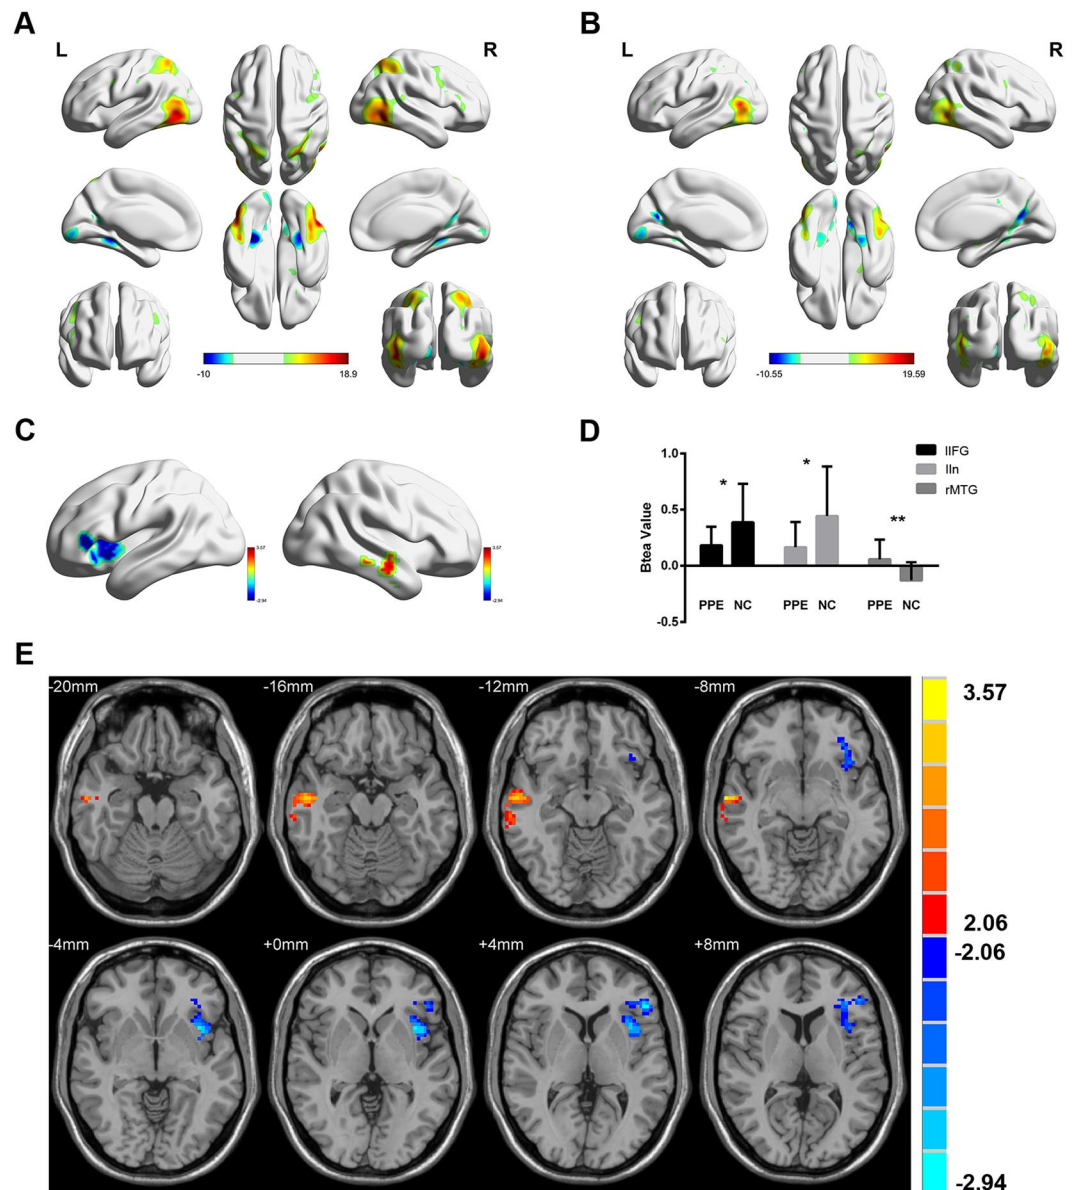 A
B
L
R
L
R
-10
18.9
-10.55
19.59
C
D
3.57
-2.94
3.57
-2.94
1.0
0.5
0.0
-0.5
Btea Value
*
*
**
PPE NC PPE NC PPE NC
lIFG
lIn
rMTG
E
-20mm
-16mm
-12mm
-8mm
-4mm
+0mm
+4mm
+8mm
3.57
2.06
-2.06
-2.94